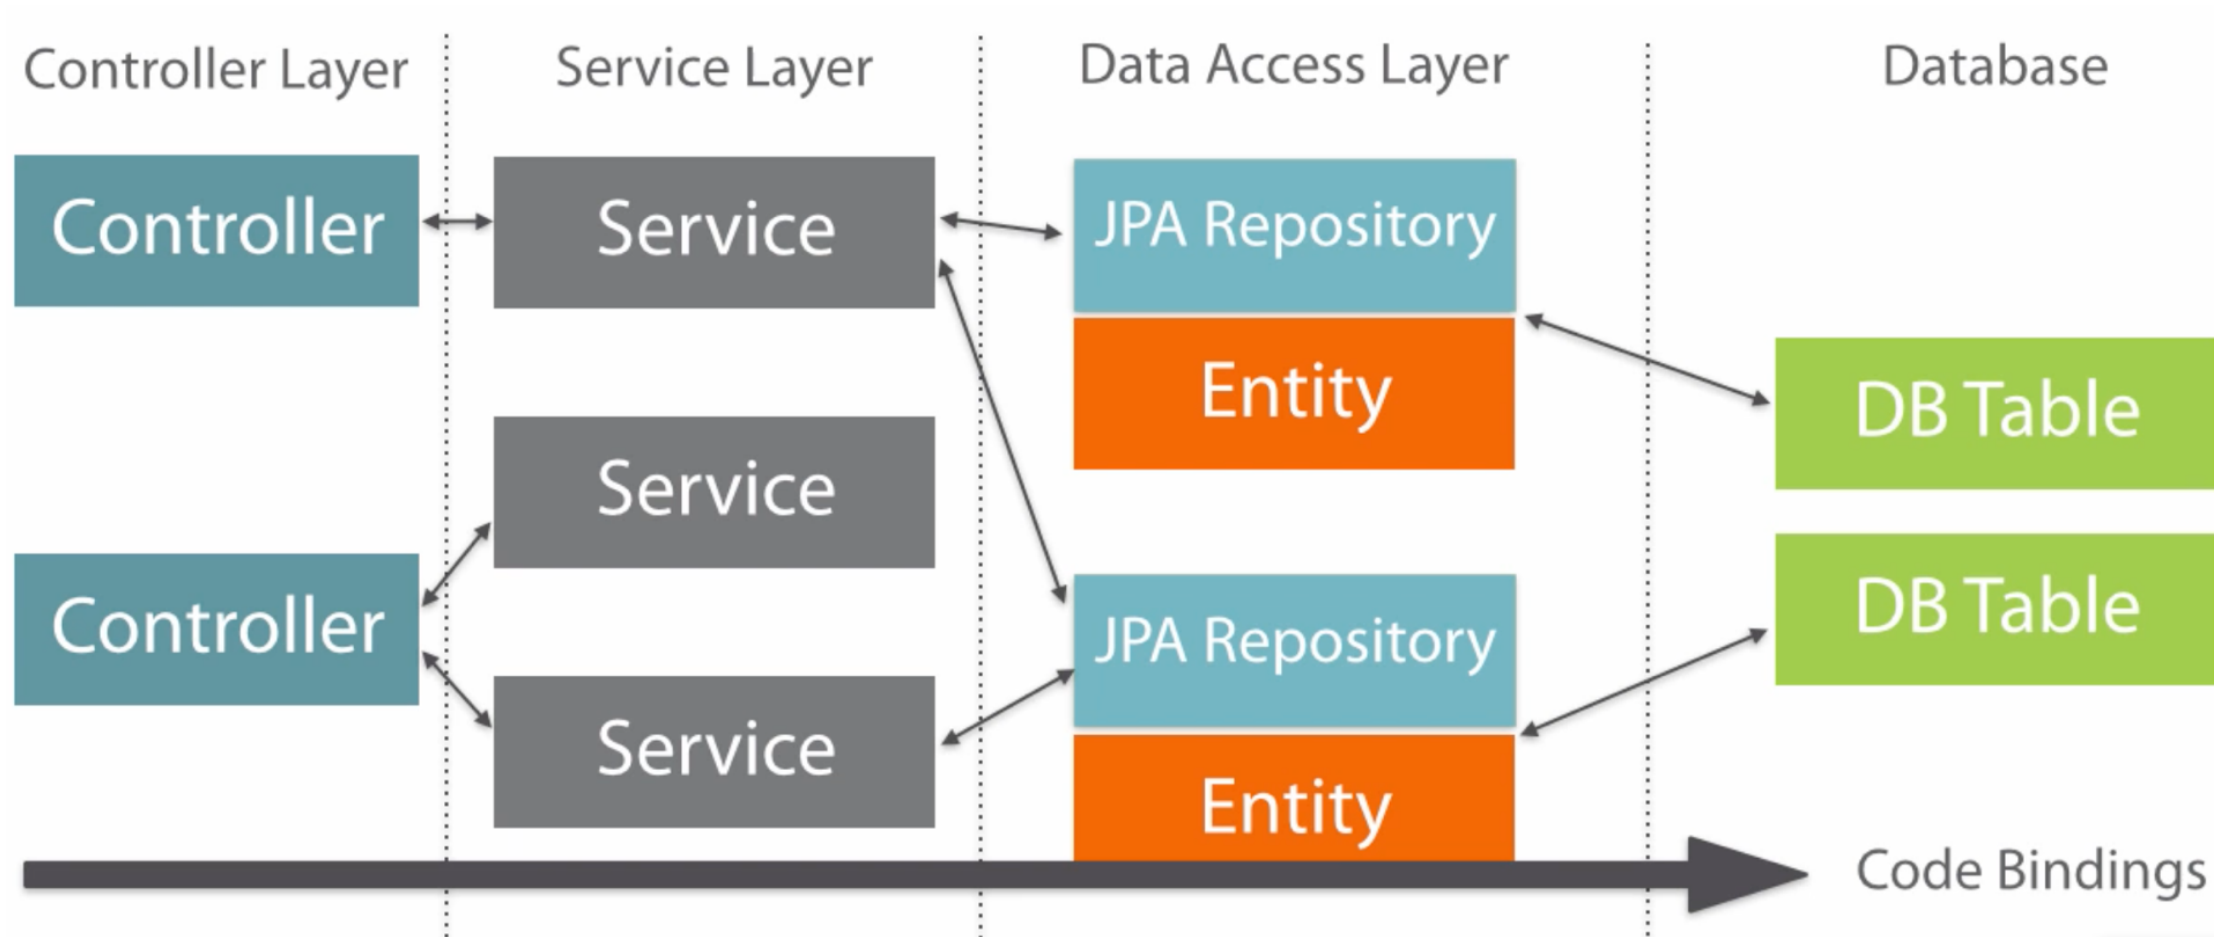 Controller Layer
Service Layer
Data Access Layer
Database
Controller
Service
JPA Repository
Entity
DB Table
Service
Controller
DB Table
JPA Repository
Service
Entity
Code Bindings